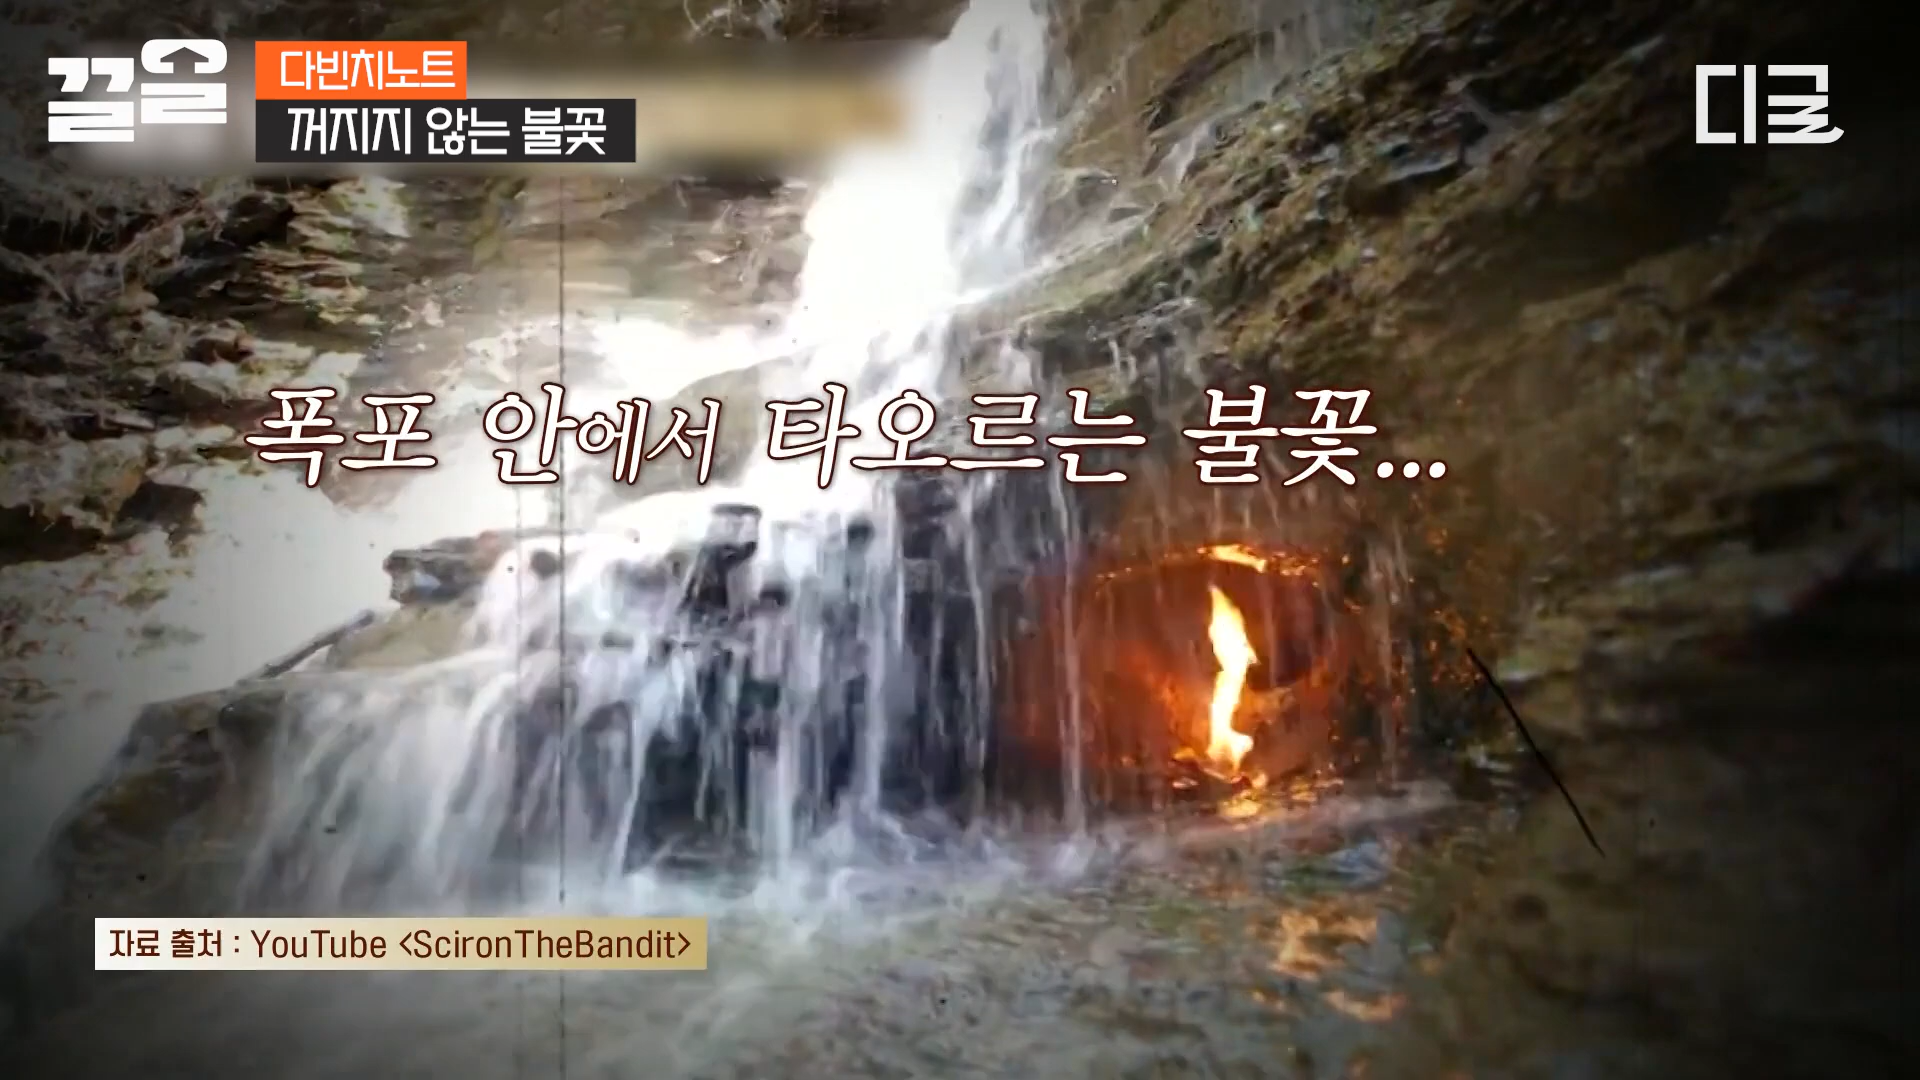 끌올
다빈치노트
꺼지지 않는 불꽃
디글
폭포 안에서 타오르는 불꽃...
자료 출처 : YouTube <ScironTheBandit>